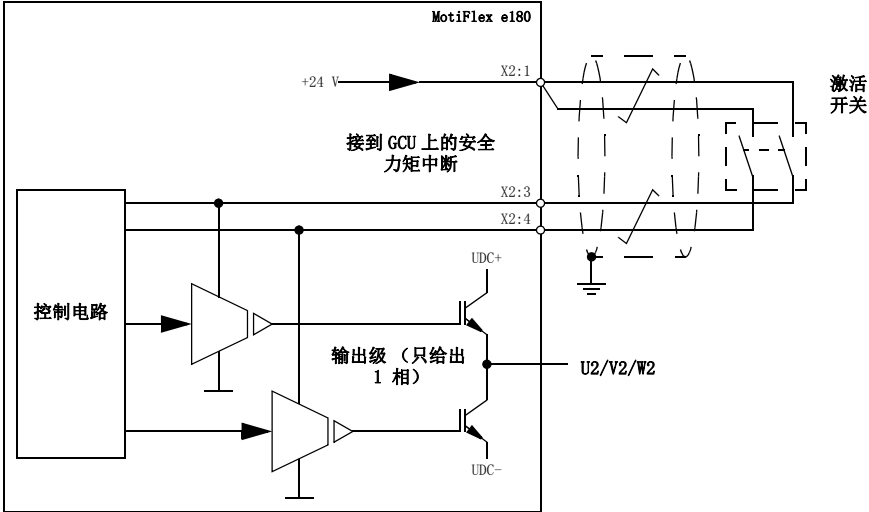 MotiFlex e180
X2:1
+24 V
激活
开关
接到 GCU 上的安全
力矩中断
X2:3
X2:4
UDC+
控制电路
输出级 （只给出
1 相）
U2/V2/W2
UDC-